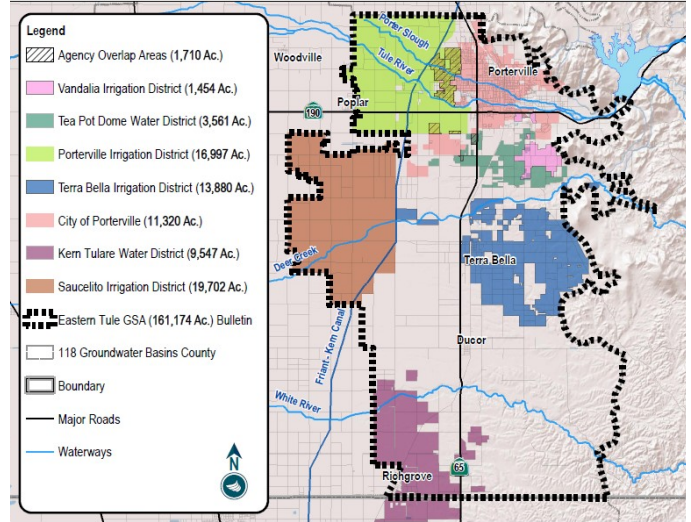 Legend
Agency Overlap Areas (1,710 Ac.)
Vandalia Irrigation District (1,454 Ac.)
Tea Pot Dome Water District (3,561 Ac.)
Porterville Irrigation District (16,997 Ac.)
Terra Bella Irrigation District (13,880 Ac.)
City of Porterville (11,320 Ac.)
Kern Tulare Water District (9,547 Ac.)
Saucelito Irrigation District (19,702 Ac.)
Eastern Tule GSA (161,174 Ac.) Bulletin
118 Groundwater Basins County
Boundary
Major Roads
Waterways
N
Porter Slough
Woodville
Tule River
Porterville
Poplar
190
Deer Creek
Terra Bella
Ducor
Friant - Kern Canal
White River
65
Richgrove